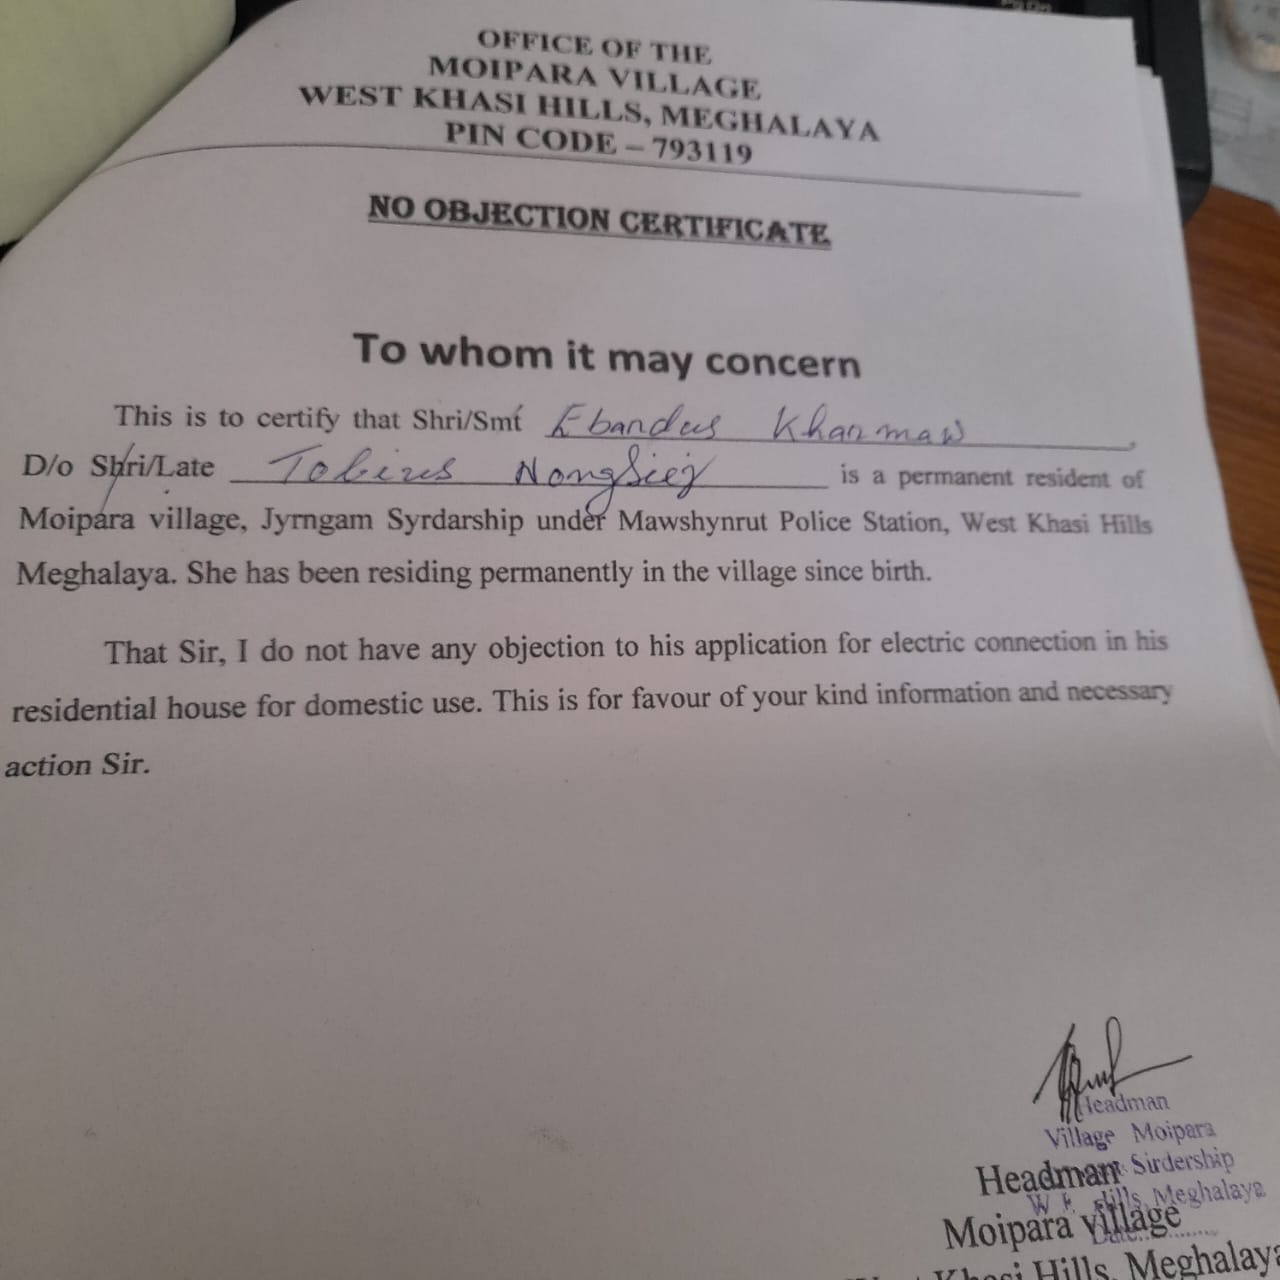 OFFICE OF THE
MOIPARA VILLAGE
WEST KHASI HILLS, MEGHALAYA
PIN CODE – 793119
NO OBJECTION CERTIFICATE
To whom it may concern
This is to certify that Shri/Smt Ebandus Kharmaw,
D/o Shri/Late Tobius Nongsiej is a permanent resident of
Moipara village, Jyrngam Syrdarship under Mawshynrut Police Station, West Khasi Hills
Meghalaya. She has been residing permanently in the village since birth.
That Sir, I do not have any objection to his application for electric connection in his
residential house for domestic use. This is for favour of your kind information and necessary
action Sir.
Headman
Village Moipara
Sirdership
Headman
Hills, Meghalaya
Moipara village
Date
Khasi Hills, Meghalaya